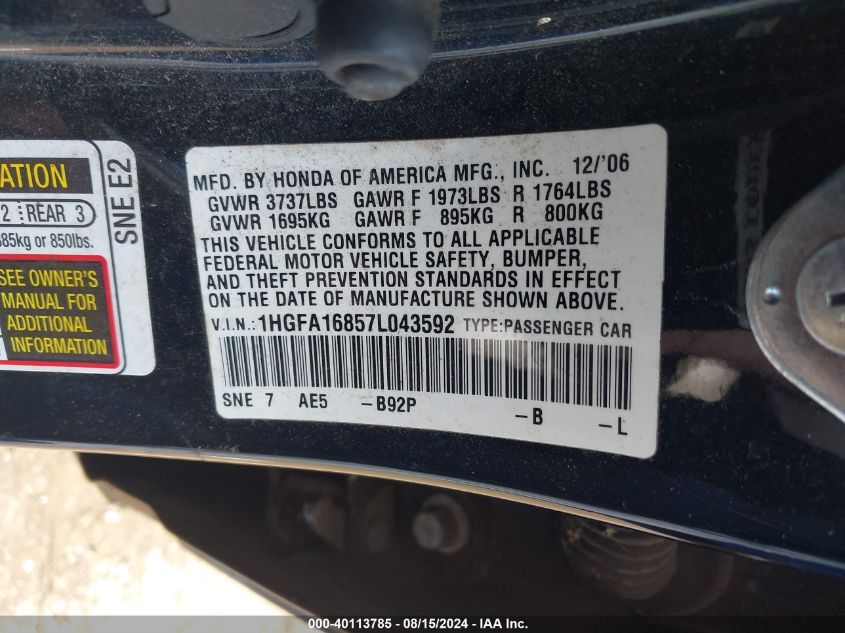 ATION
2 REAR 3
385kg or 850lbs.
SEE OWNER'S
MANUAL FOR
ADDITIONAL
INFORMATION
SNE E2
MFD. BY HONDA OF AMERICA MFG., INC. 12/'06
GVWR 3737LBS GAWR F 1973LBS R 1764LBS
GVWR 1695KG GAWR F 895KG R 800KG
THIS VEHICLE CONFORMS TO ALL APPLICABLE
FEDERAL MOTOR VEHICLE SAFETY, BUMPER,
AND THEFT PREVENTION STANDARDS IN EFFECT
ON THE DATE OF MANUFACTURE SHOWN ABOVE.
V.I.N.:1HGFA16857L043592 TYPE:PASSENGER CAR
SNE 7 AE5 -B92P -B -L
000-40113785 - 08/15/2024 - IAA Inc.